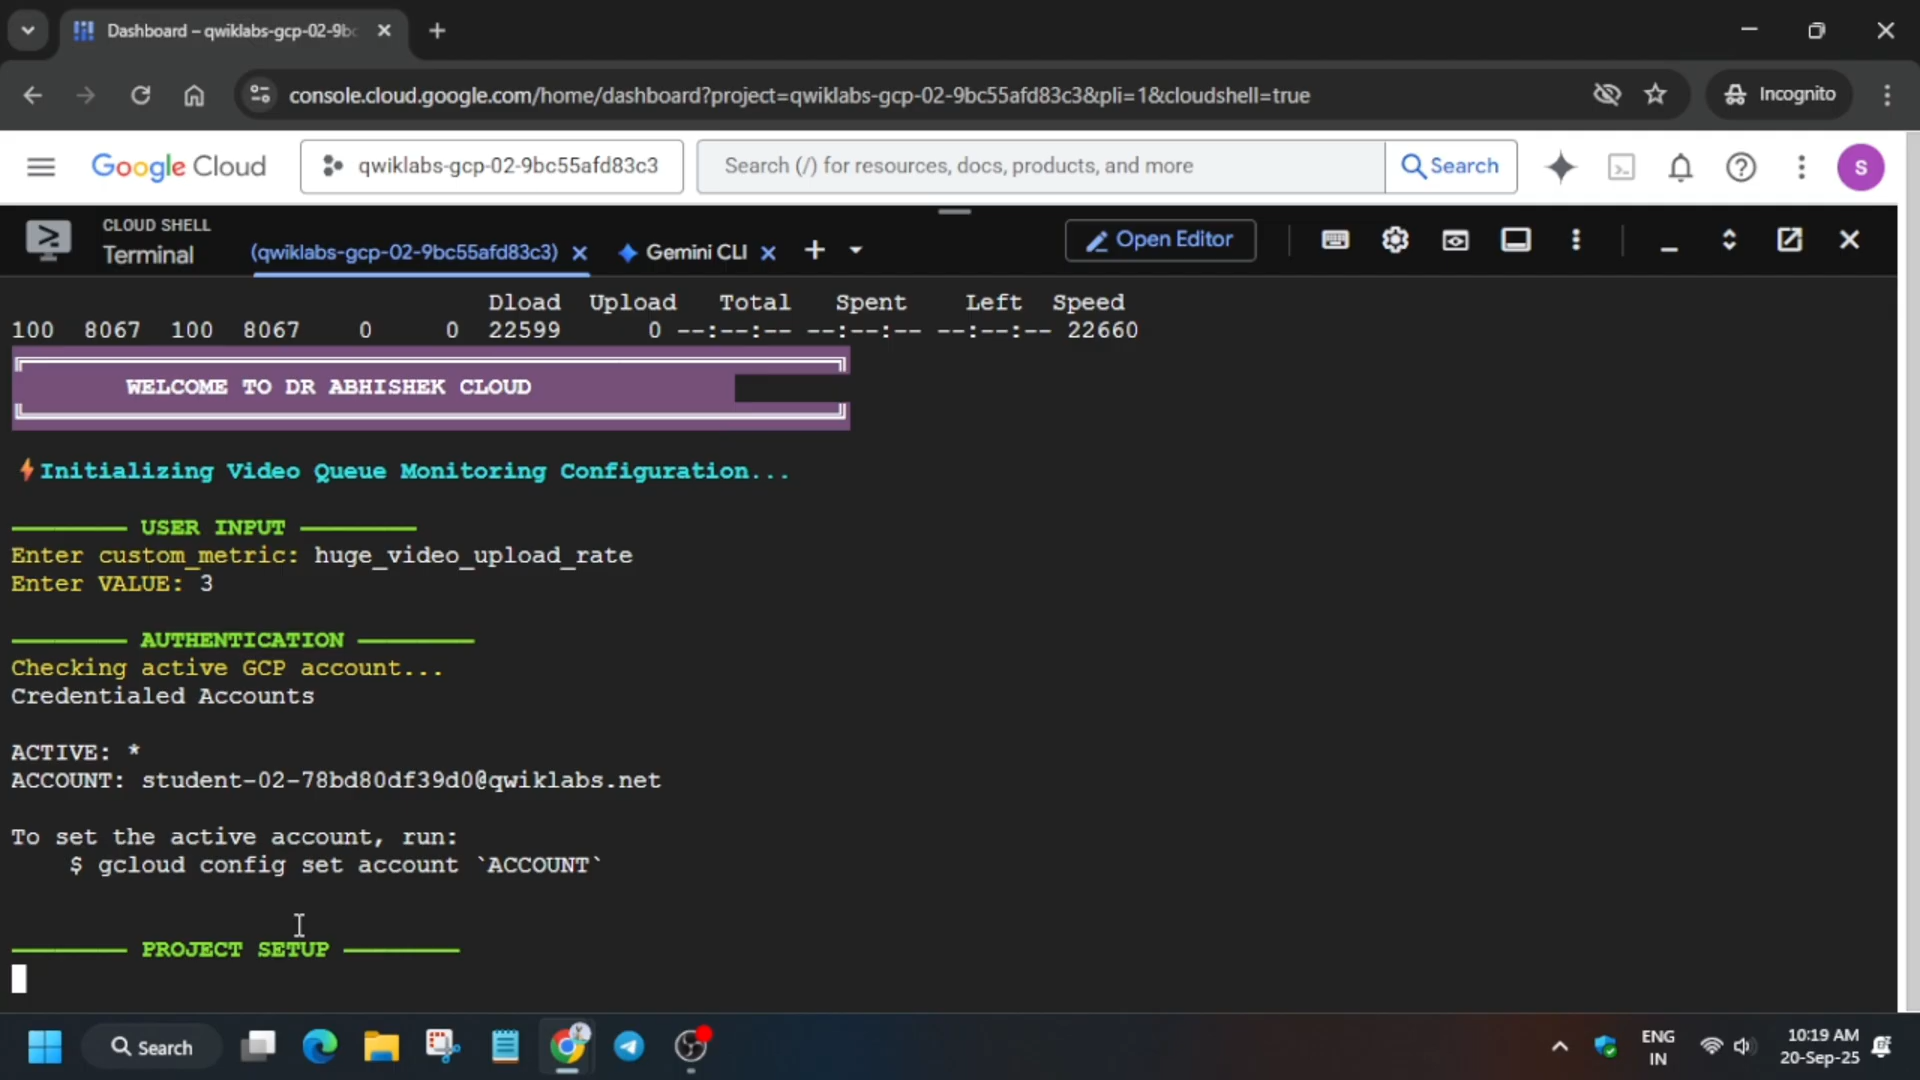 Dashboard – qwiklabs-gcp-02-9bc
console.cloud.google.com/home/dashboard?project=qwiklabs-gcp-02-9bc55afd83c3&pli=1&cloudshell=true
Incognito
Google Cloud
qwiklabs-gcp-02-9bc55afd83c3
Search (/) for resources, docs, products, and more
Search
S
CLOUD SHELL
Terminal
(qwiklabs-gcp-02-9bc55afd83c3)
Gemini CLI
Open Editor
Dload Upload Total Spent Left Speed
100 8067 100 8067 0 0 22599 0 --:--:-- --:--:-- --:--:-- 22660
WELCOME TO DR ABHISHEK CLOUD
⚡Initializing Video Queue Monitoring Configuration...
USER INPUT
Enter custom_metric: huge_video_upload_rate
Enter VALUE: 3
AUTHENTICATION
Checking active GCP account...
Credentialed Accounts
ACTIVE: *
ACCOUNT: student-02-78bd80df39d0@qwiklabs.net
To set the active account, run:
$ gcloud config set account `ACCOUNT`
PROJECT SETUP
Search
ENG
IN
10:19 AM
20-Sep-25